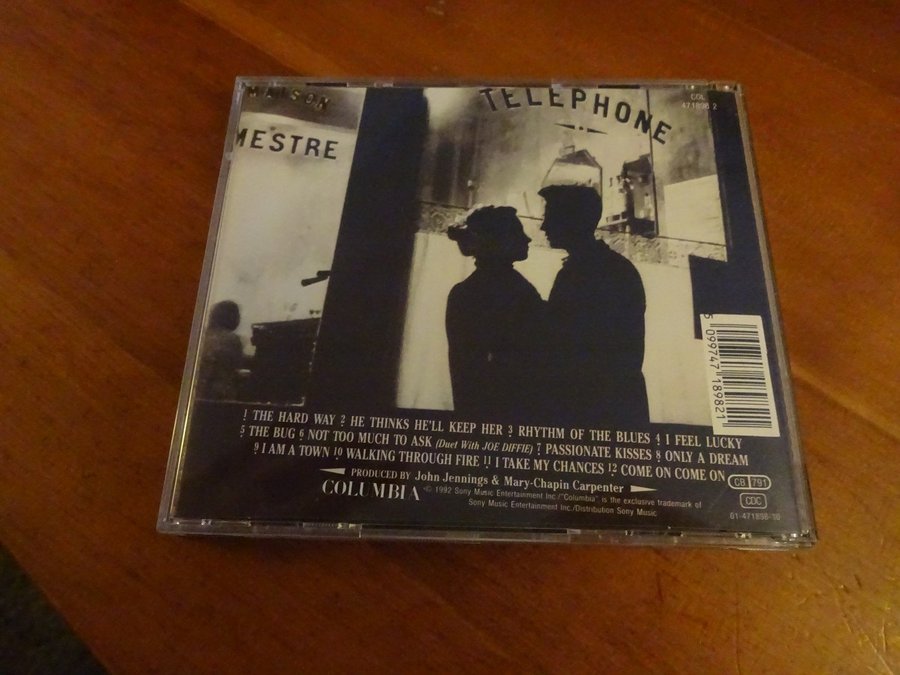 MAISON
MESTRE
TELEPHONE
COL
471898 2
5 099747 189821
1 THE HARD WAY 2 HE THINKS HE'LL KEEP HER 3 RHYTHM OF THE BLUES 4 I FEEL LUCKY
5 THE BUG 6 NOT TOO MUCH TO ASK (Duet With JOE DIFFIE) 7 PASSIONATE KISSES 8 ONLY A DREAM
9 I AM A TOWN 10 WALKING THROUGH FIRE 11 I TAKE MY CHANCES 12 COME ON COME ON
PRODUCED BY John Jennings & Mary-Chapin Carpenter
CB 791
CDC
COLUMBIA
© 1992 Sony Music Entertainment Inc./"Columbia" is the exclusive trademark of
Sony Music Entertainment Inc./Distribution Sony Music
01-471898-10